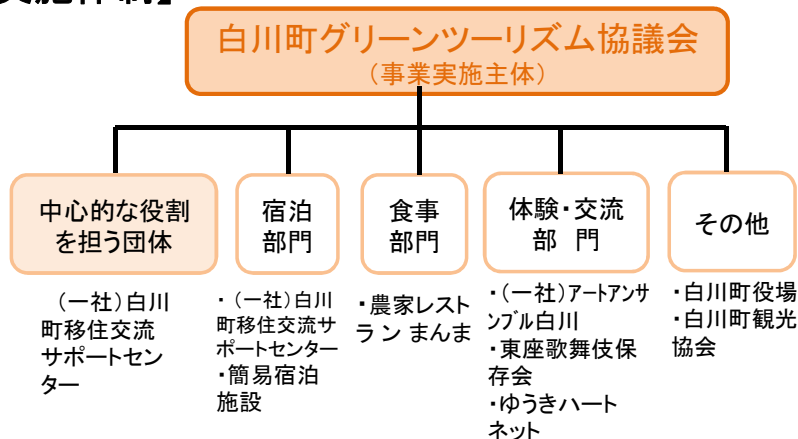 実施体制】
白川町グリーンツーリズム協議会
（事業実施主体）
中心的な役割
を担う団体
宿泊
部門
食事
部門
体験・交流
部 門
その他
（一社）白川
町移住交流
サポートセン
ター
・（一社）白川
町移住交流サ
ポートセンター
・簡易宿泊
施設
・農家レスト
ラン まんま
・（一社）アートアンサ
ンブル白川
・東座歌舞伎保
存会
・ゆうきハート
ネット
・白川町役場
・白川町観光
協会